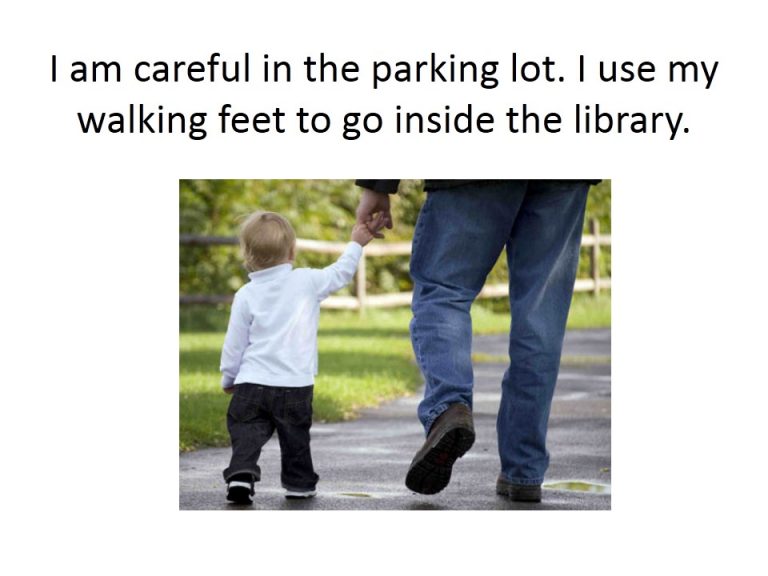 I am careful in the parking lot. I use my
walking feet to go inside the library.